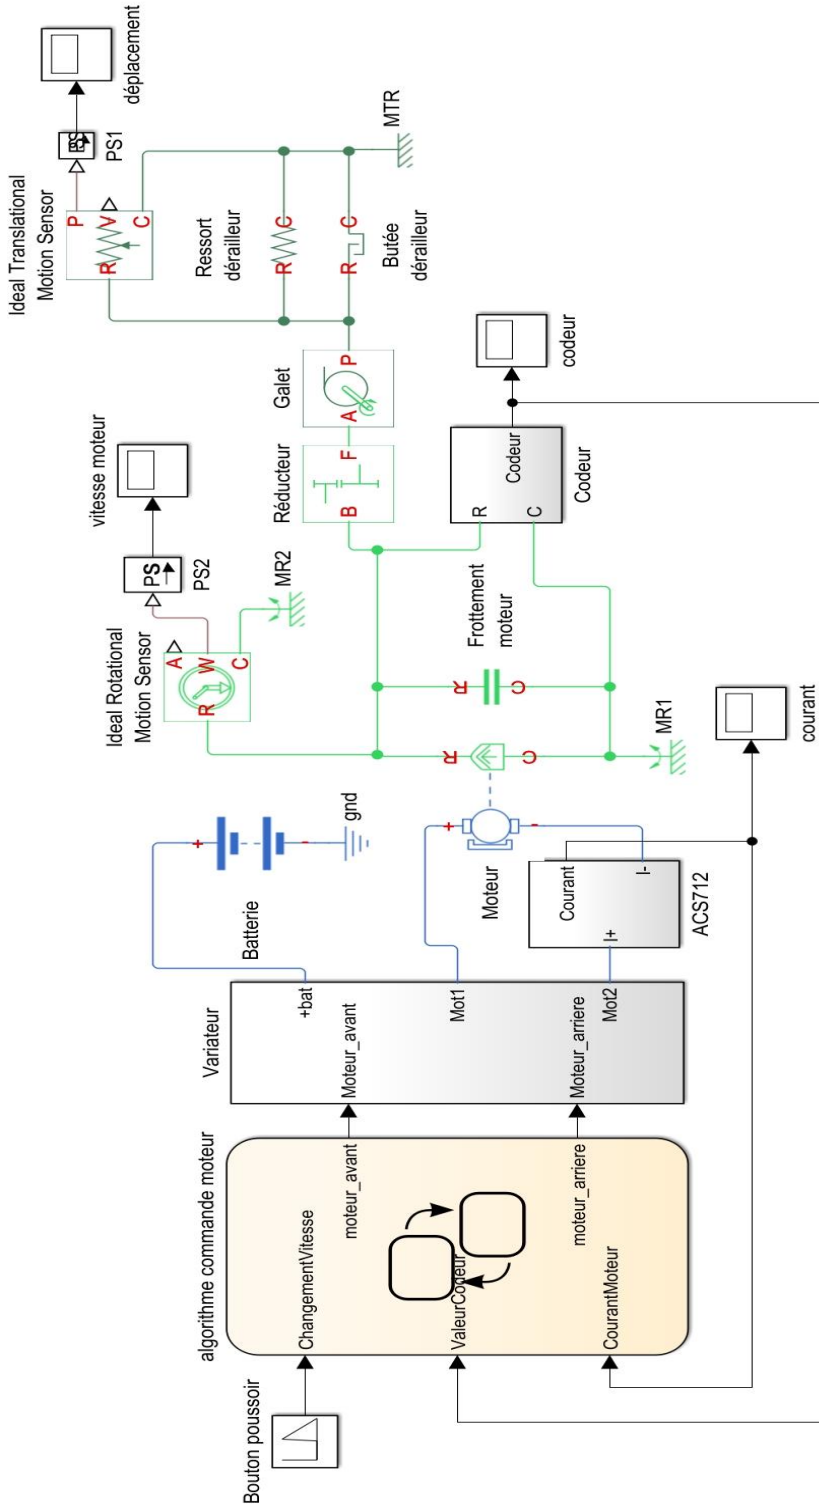 Bouton poussoir
algorithme commande moteur
ChangementVitesse
ValeurCodeur
CourantMoteur
moteur_avant
moteur_arriere
Variateur
Moteur_avant
Moteur_arriere
+bat
Mot1
Mot2
Batterie
+
-
gnd
Moteur
+
-
Courant
I+
I-
ACS712
courant
R
C
MR1
Frottement
moteur
R
C
Ideal Rotational
Motion Sensor
R
A
W
C
MR2
PS
PS2
vitesse moteur
Réducteur
B
F
Galet
A
P
R
C
Codeur
Codeur
codeur
Ideal Translational
Motion Sensor
R
P
V
C
PS
PS1
déplacement
Ressort
dérailleur
R
C
Butée
dérailleur
R
C
MTR